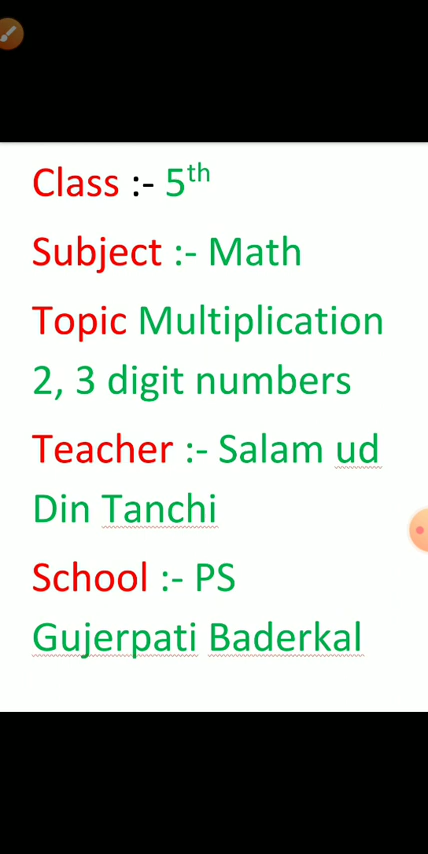 Class :- 5th
Subject :- Math
Topic Multiplication
2, 3 digit numbers
Teacher :- Salam ud
Din Tanchi
School :- PS
Gujerpati Baderkal